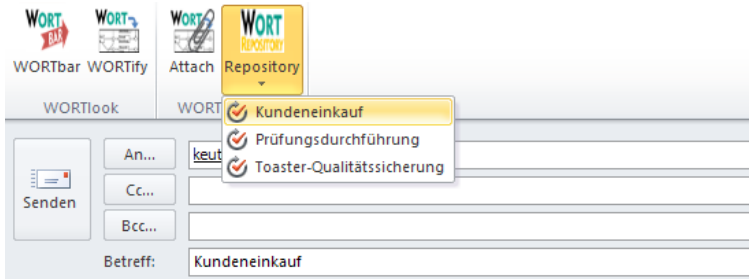 WORT BAR WORT WORT WORT REPOSITORY
WORTbar WORTify Attach Repository
WORTlook WORT
Kundeneinkauf
Prüfungsdurchführung
Toaster-Qualitätssicherung
An... keut
Senden
Cc...
Bcc...
Betreff: Kundeneinkauf